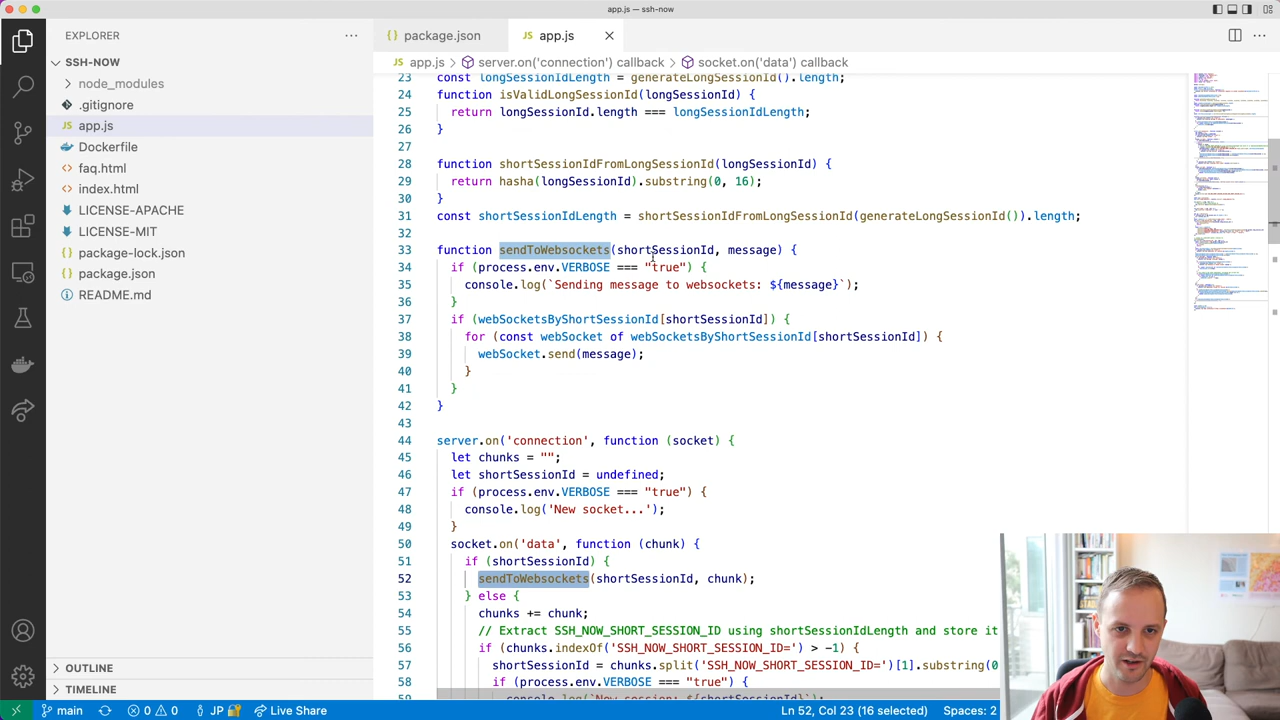 app.js — ssh-now
EXPLORER
SSH-NOW
node_modules
.gitignore
app.js
Dockerfile
ie.html
index.html
LICENSE-APACHE
LICENSE-MIT
package-lock.json
package.json
README.md
OUTLINE
TIMELINE
{ } package.json
JS app.js
JS app.js > server.on('connection') callback > socket.on('data') callback
23 const longSessionIdLength = generateLongSessionId().length;
24 function isValidLongSessionId(longSessionId) {
25 return longSessionIdLength === longSessionIdLength;
26 }
27
28 function IdFromLongSessionId(longSessionId) {
29 return longSessionId).substring(0, 16);
30 }
31 const shortSessionIdLength = shortSessionIdFromLongSessionId(generateLongSessionId()).length;
32
33 function sockets(shortSessionId, message) {
34 if (process.env.VERBOSE === "true")
35 `Sending message to ${message}`);
36 }
37 if (webSocketsByShortSessionId[shortSessionId]) {
38 for (const webSocket of webSocketsByShortSessionId[shortSessionId]) {
39 webSocket.send(message);
40 }
41 }
42 }
43
44 server.on('connection', function (socket) {
45 let chunks = "";
46 let shortSessionId = undefined;
47 if (process.env.VERBOSE === "true") {
48 console.log('New socket...');
49 }
50 socket.on('data', function (chunk) {
51 if (shortSessionId) {
52 sendToWebsockets(shortSessionId, chunk);
53 } else {
54 chunks += chunk;
55 // Extract SSH_NOW_SHORT_SESSION_ID using shortSessionIdLength and store it
56 if (chunks.indexOf('SSH_NOW_SHORT_SESSION_ID=') > -1) {
57 shortSessionId = chunks.split('SSH_NOW_SHORT_SESSION_ID=')[1].substring(0
58 if (process.env.VERBOSE === "true") {
59 console.log(`New session: ${shortSessionId}`);
main 0 0 JP Live Share Ln 52, Col 23 (16 selected) Spaces: 2